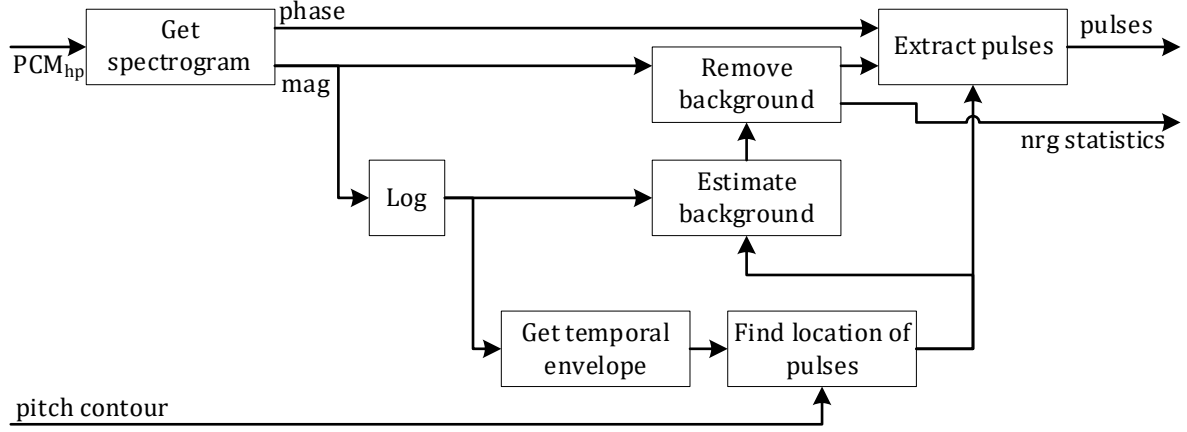 phase
Get
spectrogram
PCMhp
mag
Remove
background
Extract pulses
pulses
nrg statistics
Log
Estimate
background
Get temporal
envelope
Find location of
pulses
pitch contour